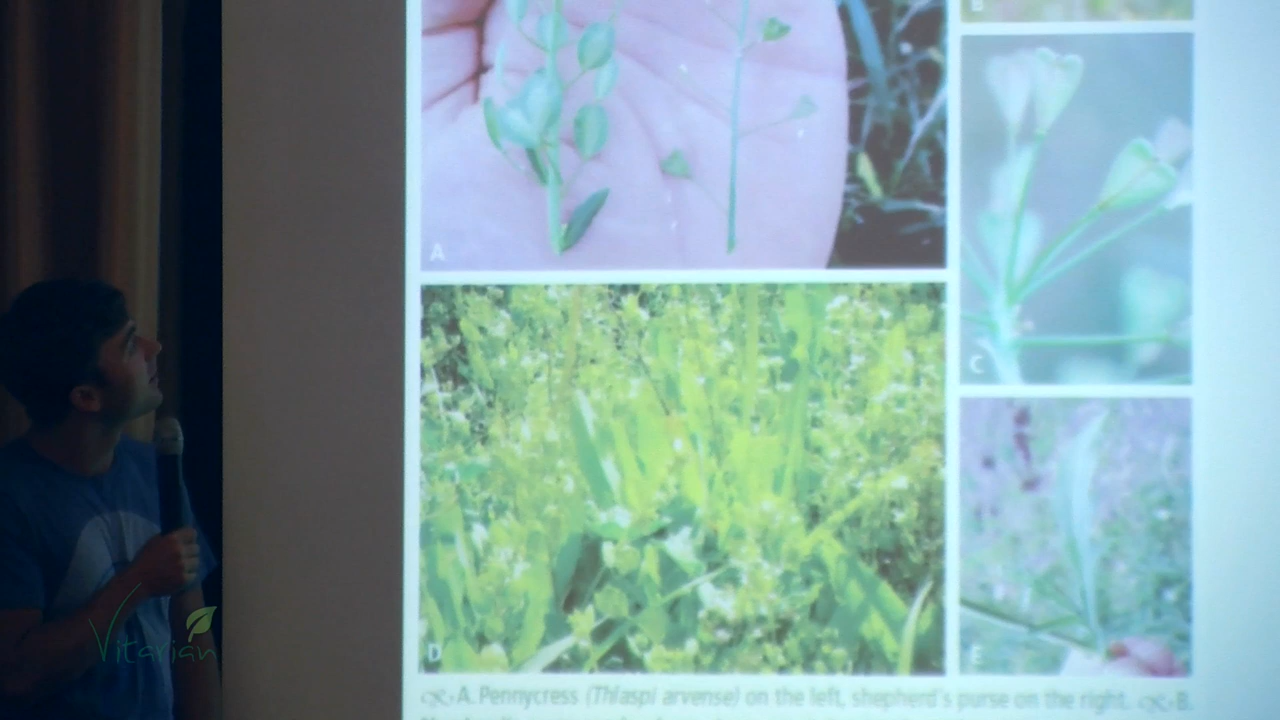 B
A
C
D
E
A. Pennycress (Thlaspi arvense) on the left, shepherd's purse on the right. B.
Vitarian